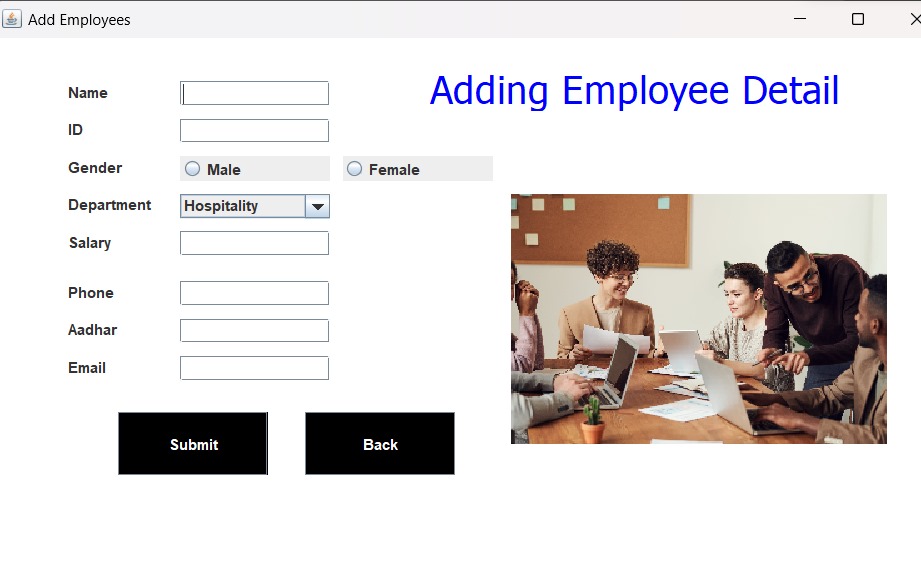 Add Employees
Adding Employee Detail
Name
ID
Gender Male Female
Department Hospitality
Salary
Phone
Aadhar
Email
Submit Back